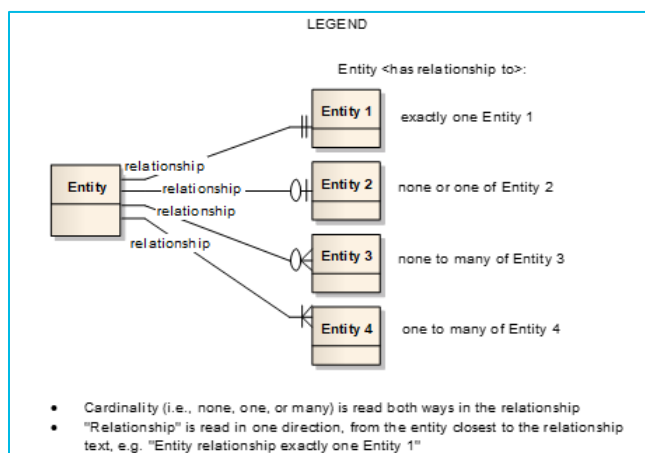 LEGEND
Entity <has relationship to>:
Entity 1
exactly one Entity 1
relationship
Entity
relationship
Entity 2
none or one of Entity 2
relationship
relationship
Entity 3
none to many of Entity 3
Entity 4
one to many of Entity 4
• Cardinality (i.e., none, one, or many) is read both ways in the relationship
• "Relationship" is read in one direction, from the entity closest to the relationship
text, e.g. "Entity relationship exactly one Entity 1"